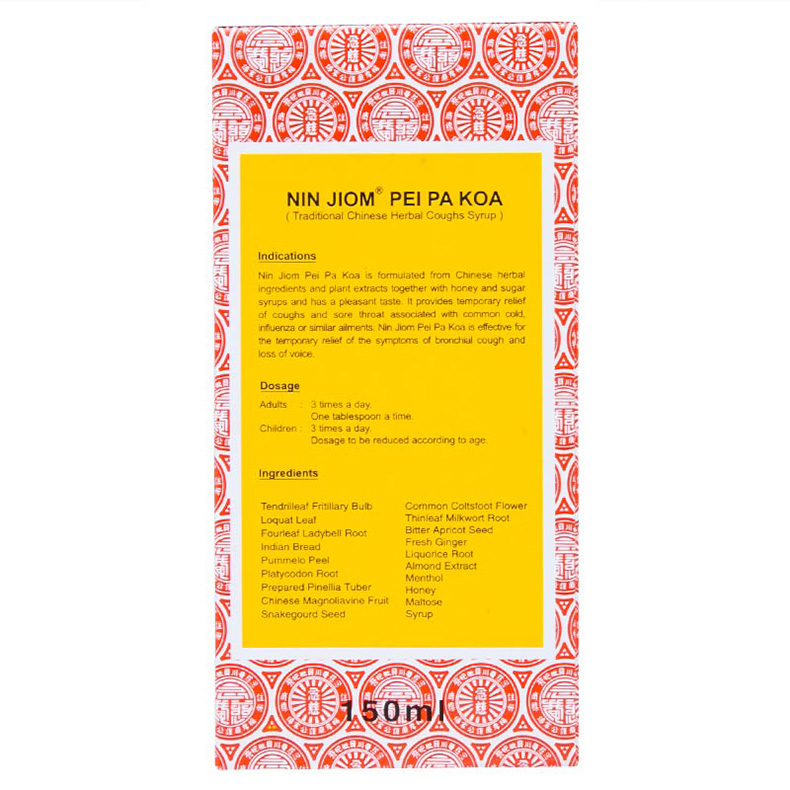 NIN JIOM® PEI PA KOA
( Traditional Chinese Herbal Coughs Syrup )
Indications
Nin Jiom Pei Pa Koa is formulated from Chinese herbal
ingredients and plant extracts together with honey and sugar
syrups and has a pleasant taste. It provides temporary relief
of coughs and sore throat associated with common cold,
influenza or similar ailments. Nin Jiom Pei Pa Koa is effective for
the temporary relief of the symptoms of bronchial cough and
loss of voice.
Dosage
Adults : 3 times a day.
One tablespoon a time.
Children : 3 times a day.
Dosage to be reduced according to age.
Ingredients
Tendrilleaf Fritillary Bulb
Loquat Leaf
Fourleaf Ladybell Root
Indian Bread
Pummelo Peel
Platycodon Root
Prepared Pinellia Tuber
Chinese Magnoliavine Fruit
Snakegourd Seed
Common Coltsfoot Flower
Thinleaf Milkwort Root
Bitter Apricot Seed
Fresh Ginger
Liquorice Root
Almond Extract
Menthol
Honey
Maltose
Syrup
念慈
150ml